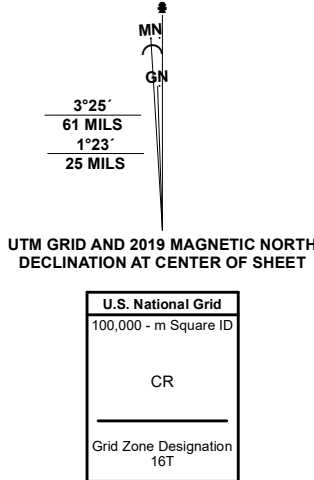 MN
GN
3°25´
61 MILS
1°23´
25 MILS
UTM GRID AND 2019 MAGNETIC NORTH
DECLINATION AT CENTER OF SHEET
U.S. National Grid
100,000 - m Square ID
CR
Grid Zone Designation
16T